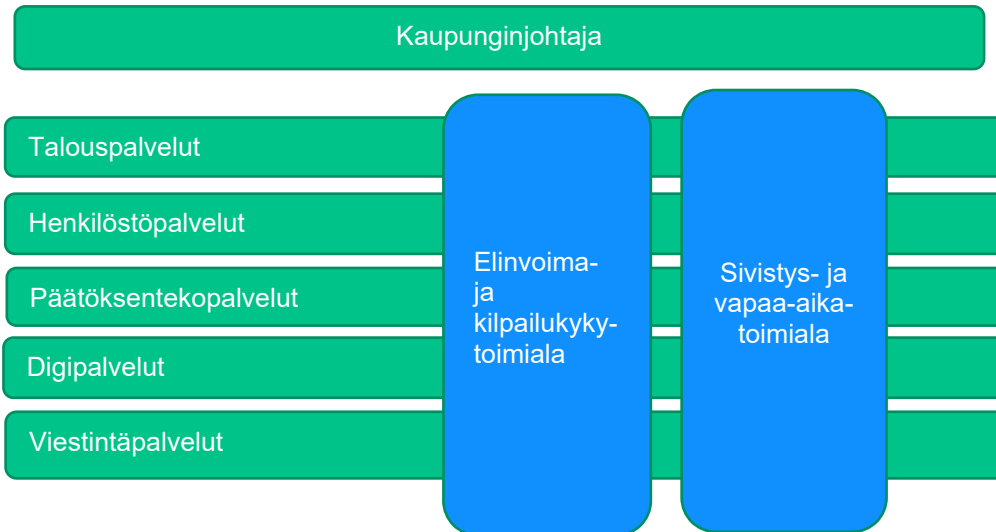 Kaupunginjohtaja
Talouspalvelut
Henkilöstöpalvelut
Päätöksentekopalvelut
Digipalvelut
Viestintäpalvelut
Elinvoima-
ja
kilpailukyky-
toimiala
Sivistys- ja
vapaa-aika-
toimiala